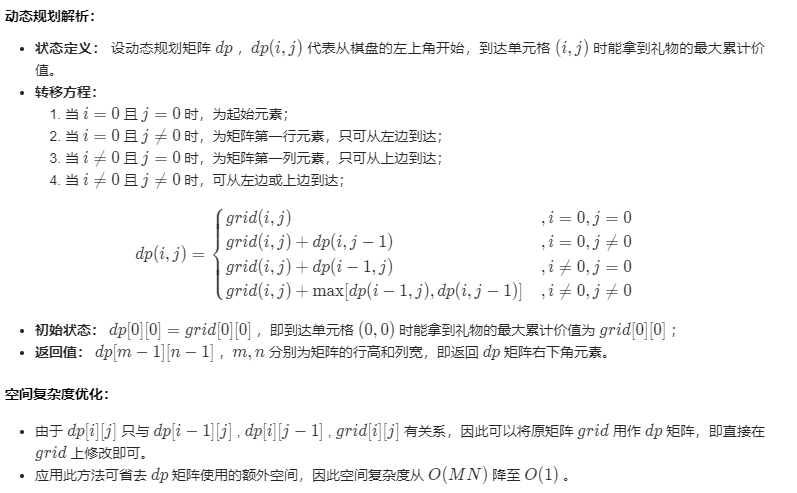 动态规划解析：
• 状态定义： 设动态规划矩阵 dp ，dp(i, j) 代表从棋盘的左上角开始，到达单元格 (i, j) 时能拿到礼物的最大累计价
值。
• 转移方程：
1. 当 i = 0 且 j = 0 时，为起始元素；
2. 当 i = 0 且 j ≠ 0 时，为矩阵第一行元素，只可从左边到达；
3. 当 i ≠ 0 且 j = 0 时，为矩阵第一列元素，只可从上边到达；
4. 当 i ≠ 0 且 j ≠ 0 时，可从左边或上边到达；
grid(i, j) , i = 0, j = 0
grid(i, j) + dp(i, j − 1) , i = 0, j ≠ 0
dp(i, j) = {
grid(i, j) + dp(i − 1, j) , i ≠ 0, j = 0
grid(i, j) + max[dp(i − 1, j), dp(i, j − 1)] , i ≠ 0, j ≠ 0
• 初始状态： dp[0][0] = grid[0][0] ，即到达单元格 (0, 0) 时能拿到礼物的最大累计价值为 grid[0][0] ；
• 返回值： dp[m − 1][n − 1] ，m, n 分别为矩阵的行高和列宽，即返回 dp 矩阵右下角元素。
空间复杂度优化：
• 由于 dp[i][j] 只与 dp[i − 1][j] , dp[i][j − 1] , grid[i][j] 有关系，因此可以将原矩阵 grid 用作 dp 矩阵，即直接在
grid 上修改即可。
• 应用此方法可省去 dp 矩阵使用的额外空间，因此空间复杂度从 O(MN) 降至 O(1) 。